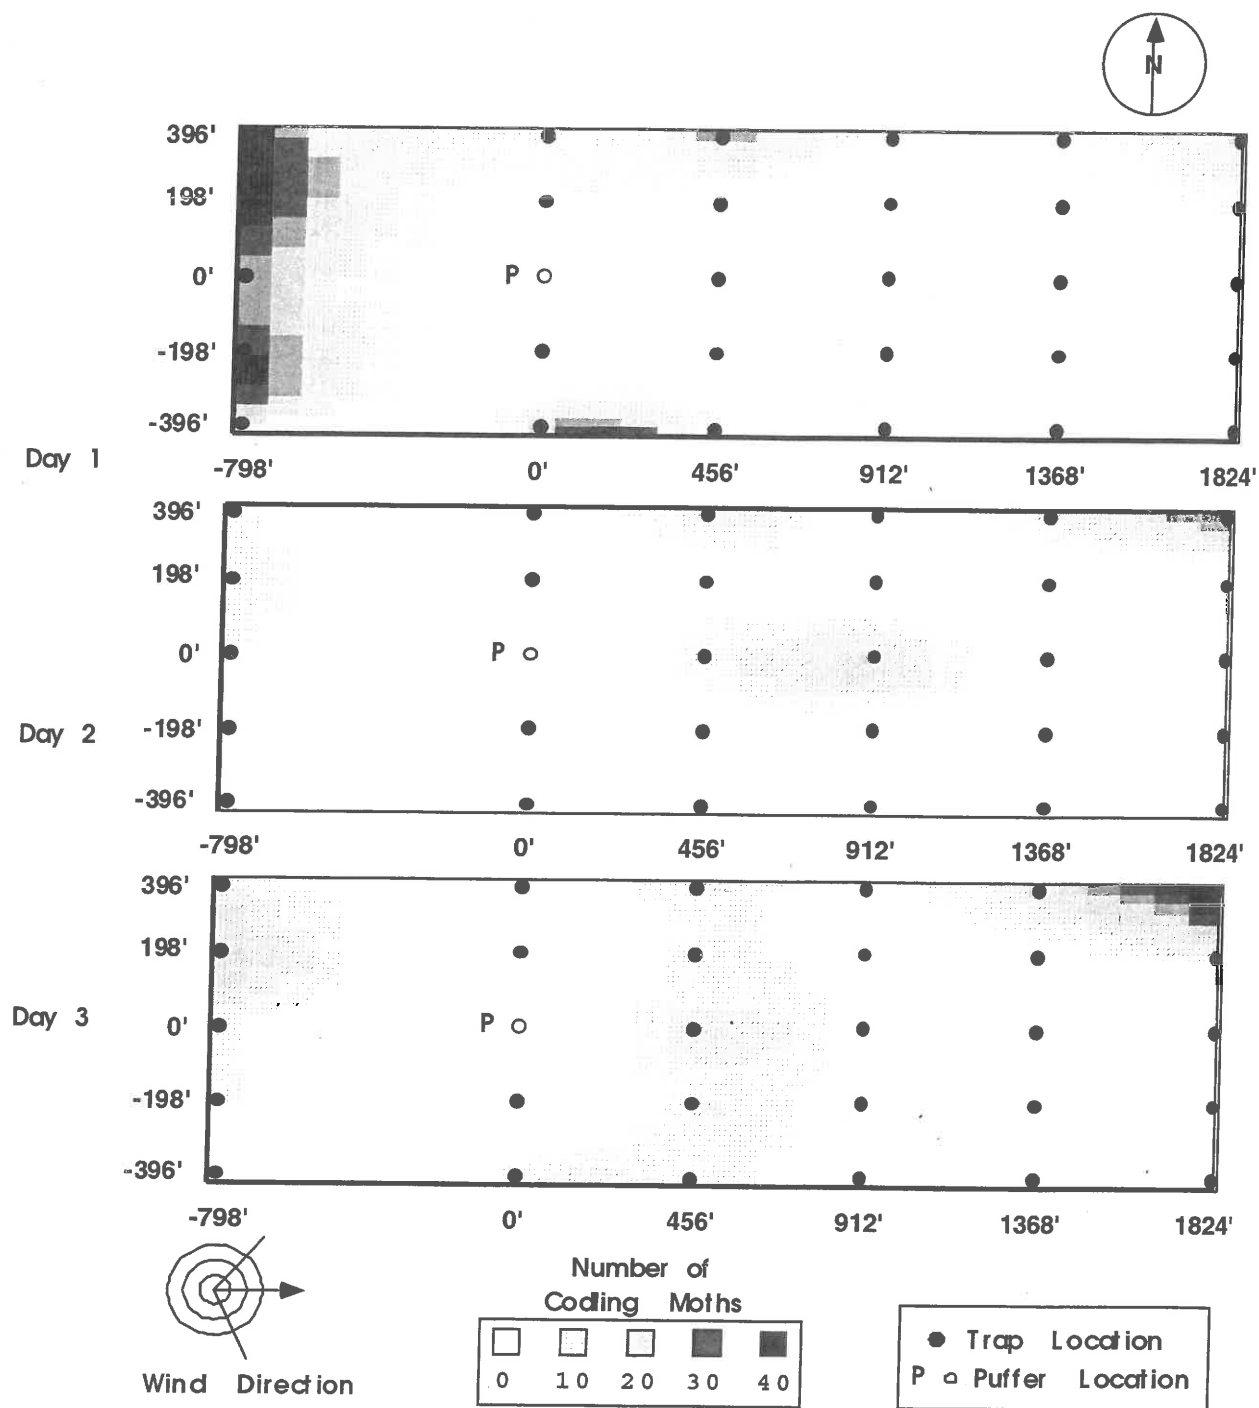 N
396'
198'
0'
P
-198'
-396'
Day 1
-798' 0' 456' 912' 1368' 1824'
396'
198'
0'
P
-198'
Day 2
-396'
-798' 0' 456' 912' 1368' 1824'
396'
198'
0'
P
Day 3
-198'
-396'
-798' 0' 456' 912' 1368' 1824'
Wind Direction
Number of
Codling Moths
0 10 20 30 40
Trap Location
P Puffer Location